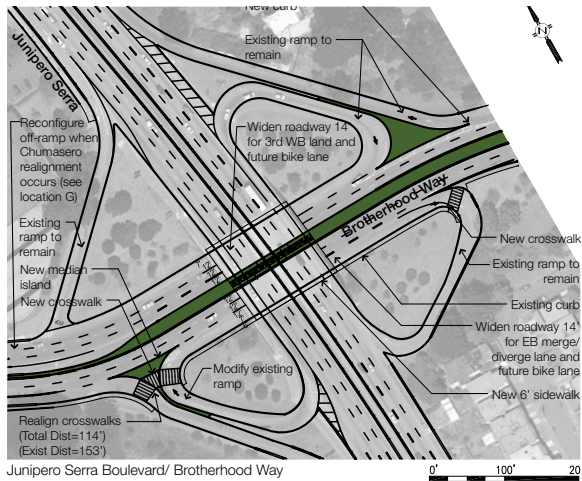 New curb
Existing ramp to
remain
Junipero Serra
N
Reconfigure
off-ramp when
Chumasero
realignment
occurs (see
location G)
Widen roadway 14'
for 3rd WB land and
future bike lane
Brotherhood Way
Existing
ramp to
remain
New crosswalk
New median
island
Existing ramp to
remain
New crosswalk
Existing curb
Widen roadway 14'
for EB merge/
diverge lane and
future bike lane
Modify existing
ramp
New 6' sidewalk
Realign crosswalks
(Total Dist=114')
(Exist Dist=153')
Junipero Serra Boulevard/ Brotherhood Way
0'
100'
20